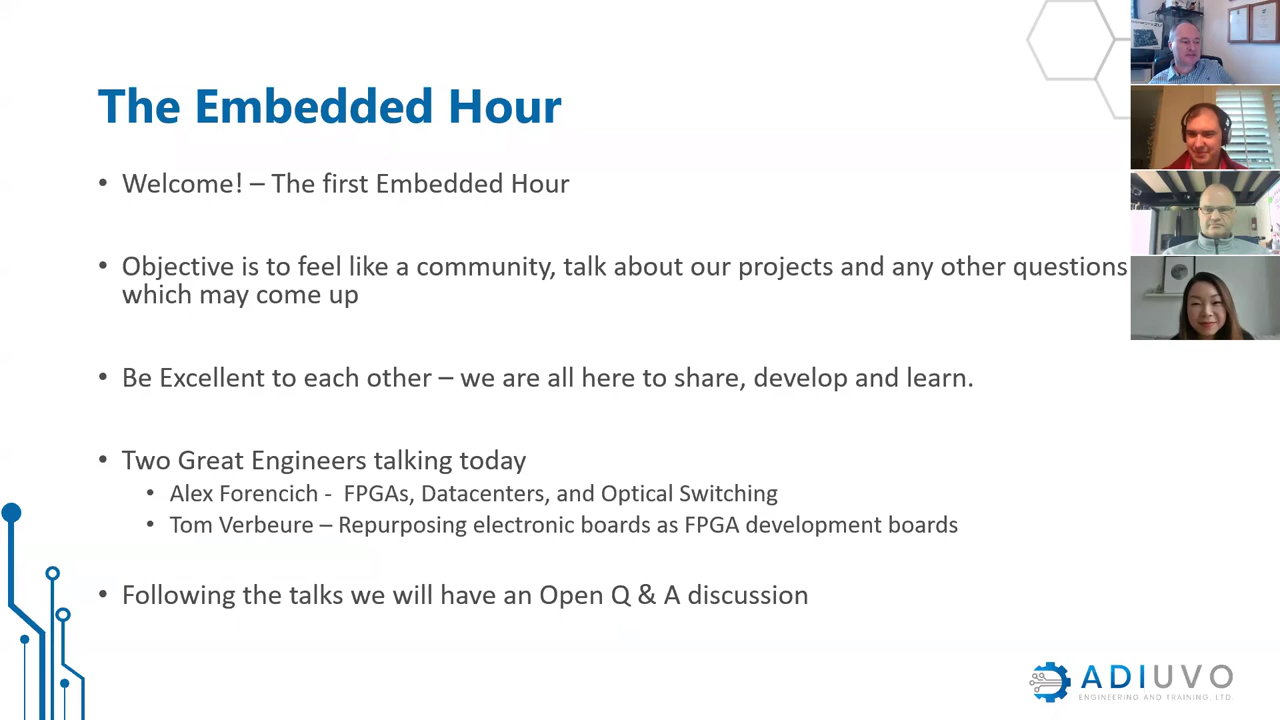 The Embedded Hour
• Welcome! – The first Embedded Hour
• Objective is to feel like a community, talk about our projects and any other questions
which may come up
• Be Excellent to each other – we are all here to share, develop and learn.
• Two Great Engineers talking today
• Alex Forencich - FPGAs, Datacenters, and Optical Switching
• Tom Verbeure – Repurposing electronic boards as FPGA development boards
• Following the talks we will have an Open Q & A discussion
ADIUVO
ENGINEERING AND TRAINING, LTD.